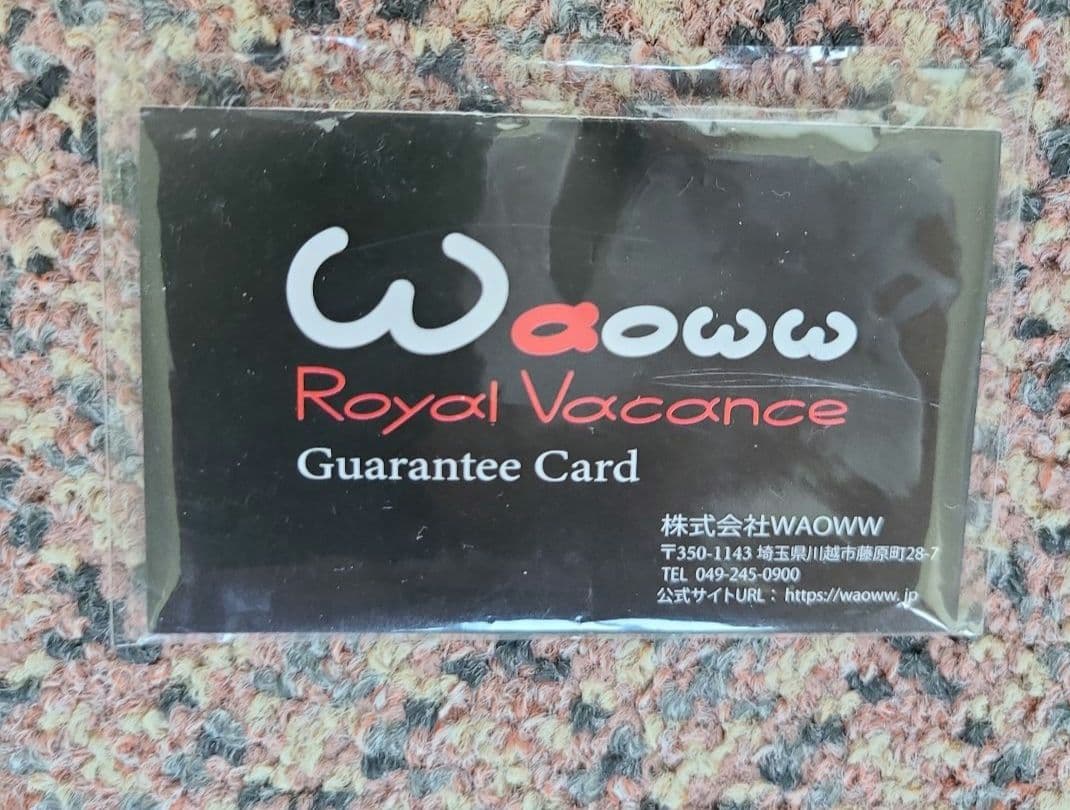 Waoww
Royal Vacance
Guarantee Card
株式会社WAOWW
〒350-1143 埼玉県川越市藤原町28-7
TEL 049-245-0900
公式サイトURL： https://waoww.jp